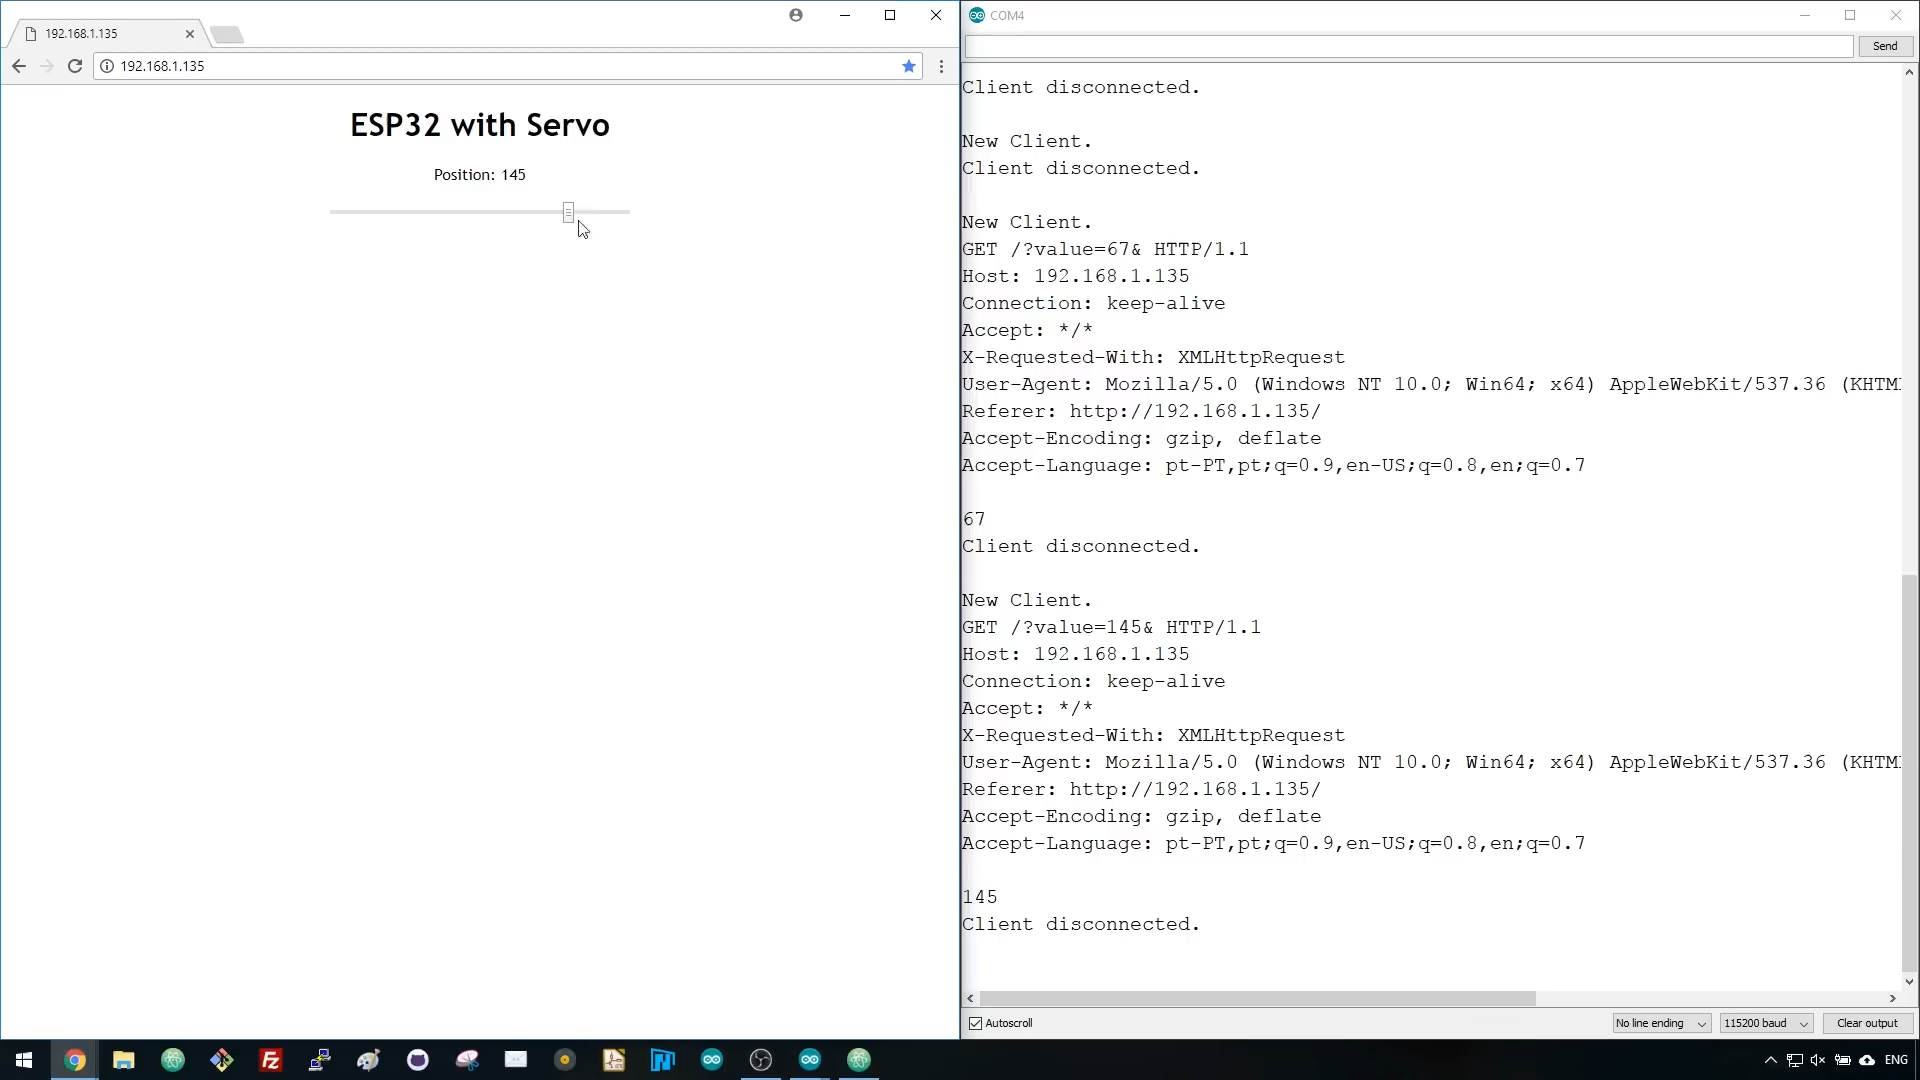 192.168.1.135
192.168.1.135
ESP32 with Servo
Position: 145
COM4
Send
Client disconnected.
New Client.
Client disconnected.
New Client.
GET /?value=67& HTTP/1.1
Host: 192.168.1.135
Connection: keep-alive
Accept: */*
X-Requested-With: XMLHttpRequest
User-Agent: Mozilla/5.0 (Windows NT 10.0; Win64; x64) AppleWebKit/537.36 (KHTM
Referer: http://192.168.1.135/
Accept-Encoding: gzip, deflate
Accept-Language: pt-PT,pt;q=0.9,en-US;q=0.8,en;q=0.7
67
Client disconnected.
New Client.
GET /?value=145& HTTP/1.1
Host: 192.168.1.135
Connection: keep-alive
Accept: */*
X-Requested-With: XMLHttpRequest
User-Agent: Mozilla/5.0 (Windows NT 10.0; Win64; x64) AppleWebKit/537.36 (KHTM
Referer: http://192.168.1.135/
Accept-Encoding: gzip, deflate
Accept-Language: pt-PT,pt;q=0.9,en-US;q=0.8,en;q=0.7
145
Client disconnected.
Autoscroll
No line ending
115200 baud
Clear output
Fz
ENG